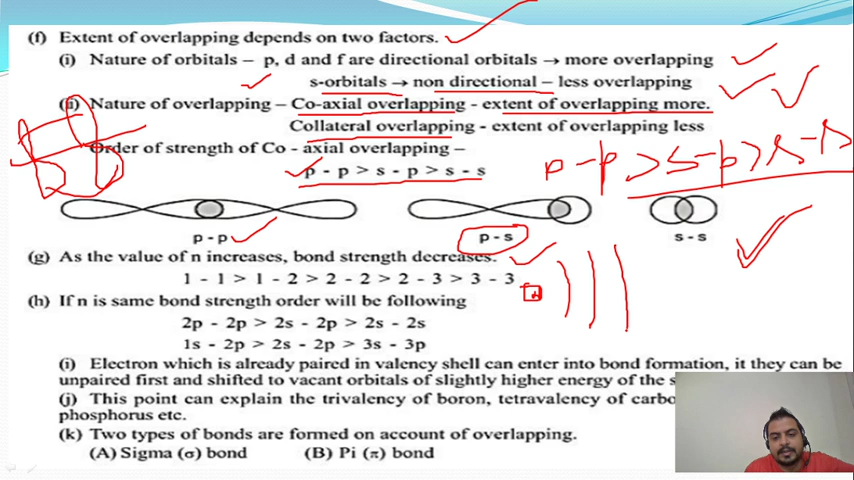 (f) Extent of overlapping depends on two factors.
(i) Nature of orbitals – p, d and f are directional orbitals → more overlapping
s-orbitals → non directional – less overlapping
(ii) Nature of overlapping – Co-axial overlapping - extent of overlapping more.
Collateral overlapping - extent of overlapping less
Order of strength of Co - axial overlapping –
p - p > s - p > s - s
p - p > s - p > s - s
p - p
p - s
s - s
(g) As the value of n increases, bond strength decreases.
1 - 1 > 1 - 2 > 2 - 2 > 2 - 3 > 3 - 3
(h) If n is same bond strength order will be following
2p - 2p > 2s - 2p > 2s - 2s
1s - 2p > 2s - 2p > 3s - 3p
(i) Electron which is already paired in valency shell can enter into bond formation, it they can be
unpaired first and shifted to vacant orbitals of slightly higher energy of the
(j) This point can explain the trivalency of boron, tetravalency of carbo
phosphorus etc.
(k) Two types of bonds are formed on account of overlapping.
(A) Sigma (σ) bond (B) Pi (π) bond